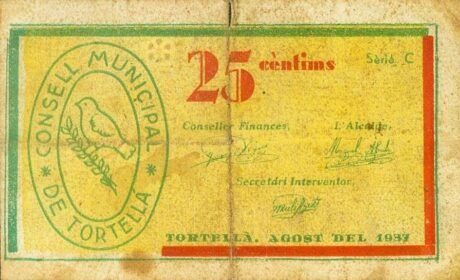 CONSELL MUNICIPAL
DE TORTELLÀ
25 cèntims
Sèrie C
Conseller Finances, L'Alcalde,
Secretari Interventor,
TORTELLÀ, AGOST DEL 1937